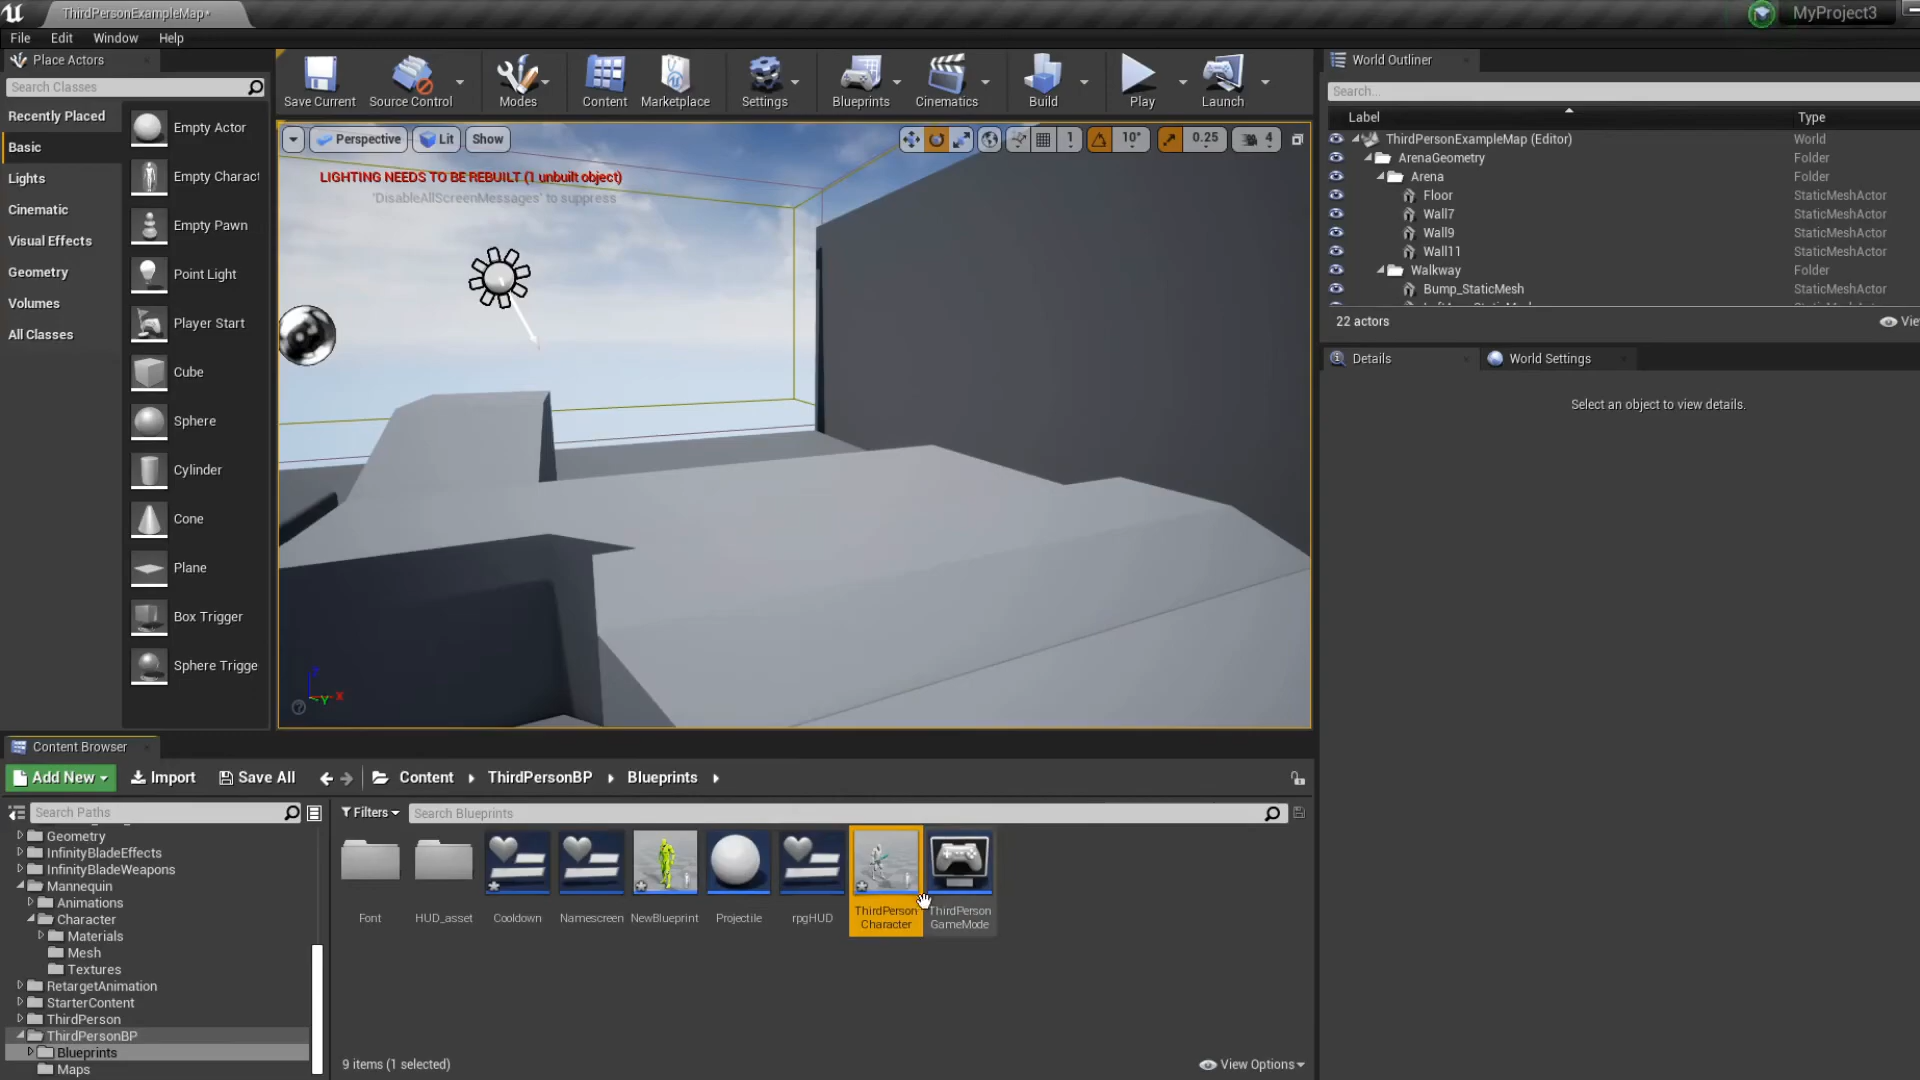 ThirdPersonExampleMap*
MyProject3
File Edit Window Help
Place Actors
Search Classes
Recently Placed
Basic
Lights
Cinematic
Visual Effects
Geometry
Volumes
All Classes
Empty Actor
Empty Charact
Empty Pawn
Point Light
Player Start
Cube
Sphere
Cylinder
Cone
Plane
Box Trigger
Sphere Trigge
Save Current
Source Control
Modes
Content
Marketplace
Settings
Blueprints
Cinematics
Build
Play
Launch
Perspective
Lit
Show
1
10°
0.25
4
LIGHTING NEEDS TO BE REBUILT (1 unbuilt object)
'DisableAllScreenMessages' to suppress
X
Y
World Outliner
Search...
Label Type
ThirdPersonExampleMap (Editor) World
ArenaGeometry Folder
Arena Folder
Floor StaticMeshActor
Wall7 StaticMeshActor
Wall9 StaticMeshActor
Wall11 StaticMeshActor
Walkway Folder
Bump_StaticMesh StaticMeshActor
22 actors
Vie
Details
World Settings
Select an object to view details.
Content Browser
Add New
Import
Save All
Content ThirdPersonBP Blueprints
Search Paths
Filters
Search Blueprints
Geometry
InfinityBladeEffects
InfinityBladeWeapons
Mannequin
Animations
Character
Materials
Mesh
Textures
RetargetAnimation
StarterContent
ThirdPerson
ThirdPersonBP
Blueprints
Maps
Font
HUD_asset
Cooldown
Namescreen
NewBlueprint
Projectile
rpgHUD
ThirdPerson
Character
ThirdPerson
GameMode
9 items (1 selected)
View Options